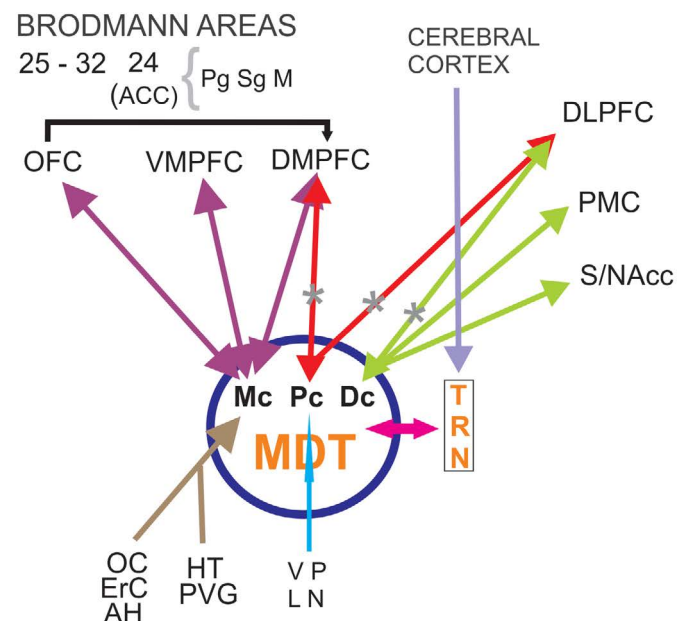 BRODMANN AREAS
25 - 32 24
(ACC)
Pg Sg M
CEREBRAL
CORTEX
OFC
VMPFC
DMPFC
DLPFC
PMC
S/NAcc
*
*
*
Mc Pc Dc
MDT
T
R
N
OC
ErC
AH
HT
PVG
V P
L N